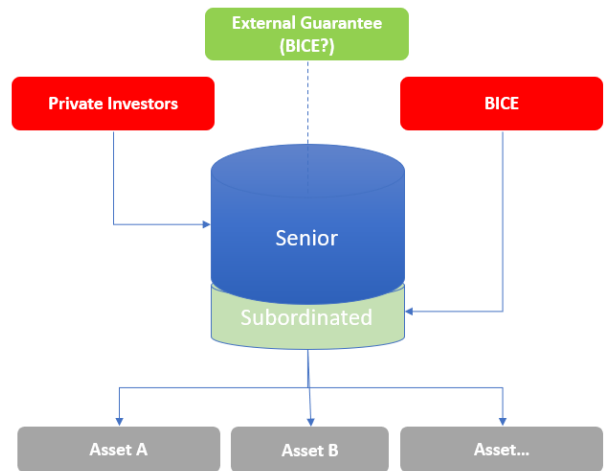 External Guarantee
(BICE?)
Private Investors
BICE
Senior
Subordinated
Asset A
Asset B
Asset...